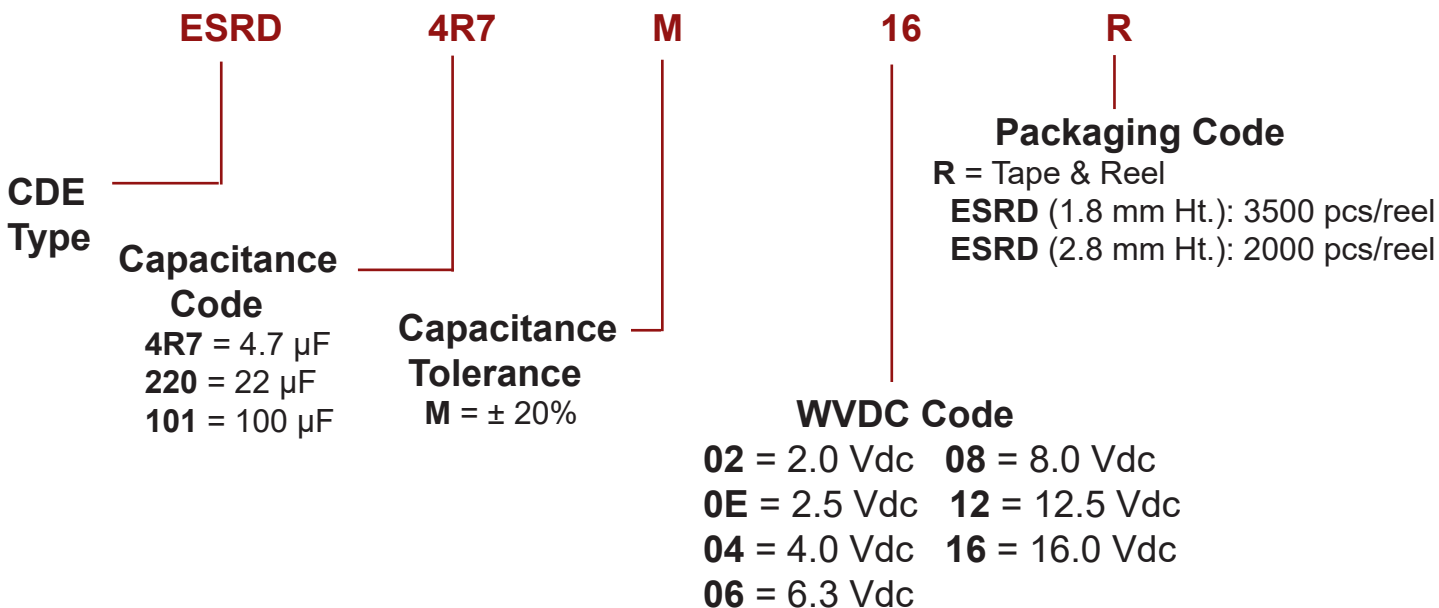 ESRD 4R7 M 16 R
CDE
Type
Capacitance
Code
4R7 = 4.7 µF
220 = 22 µF
101 = 100 µF
Capacitance
Tolerance
M = ± 20%
WVDC Code
02 = 2.0 Vdc 08 = 8.0 Vdc
0E = 2.5 Vdc 12 = 12.5 Vdc
04 = 4.0 Vdc 16 = 16.0 Vdc
06 = 6.3 Vdc
Packaging Code
R = Tape & Reel
ESRD (1.8 mm Ht.): 3500 pcs/reel
ESRD (2.8 mm Ht.): 2000 pcs/reel